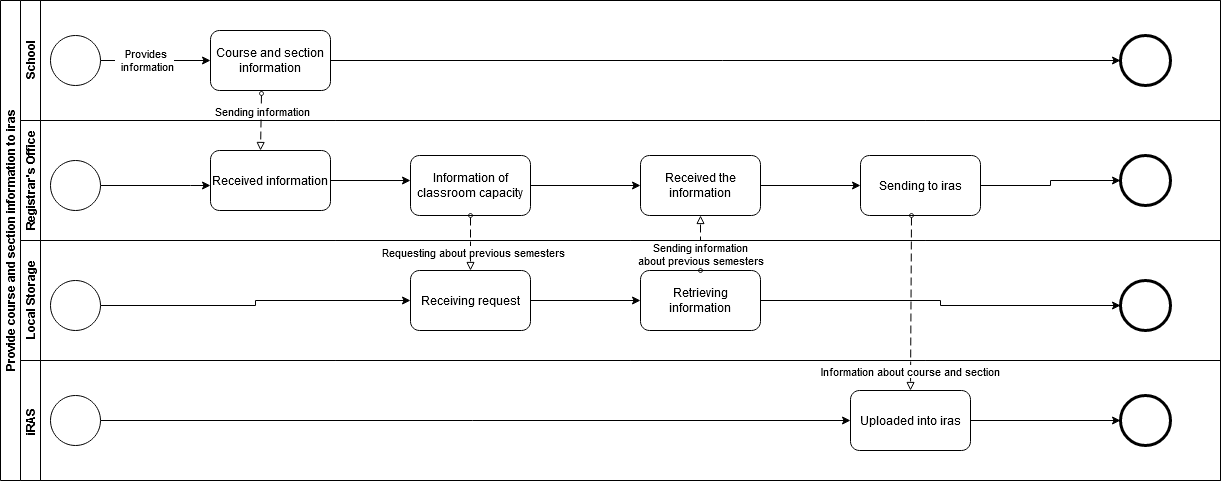 Provide course and section information to iras
School
Provides
information
Course and section
information
Sending information
Registrar's Office
Received information
Information of
classroom capacity
Received the
information
Sending to iras
Requesting about previous semesters
Sending information
about previous semesters
Local Storage
Receiving request
Retrieving
information
Information about course and section
iRAS
Uploaded into iras